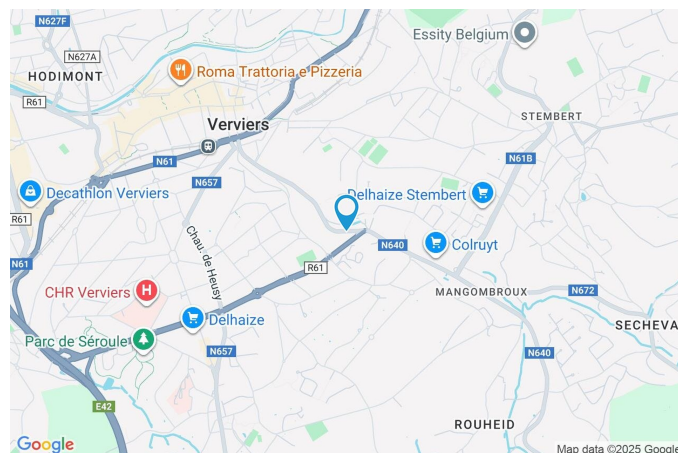 N627F
Essity Belgium
N627A
HODIMONT
Roma Trattoria e Pizzeria
R61
STEMBERT
Verviers
N61
N61B
N657
Decathlon Verviers
Delhaize Stembert
R61
Chau. de Heusy
N640
Colruyt
N61
R61
CHR Verviers
MANGOMBROUX
N672
Delhaize
SECHEVA
Parc de Séroule
N657
N640
E42
ROUHEID
Google
Map data ©2025 Google